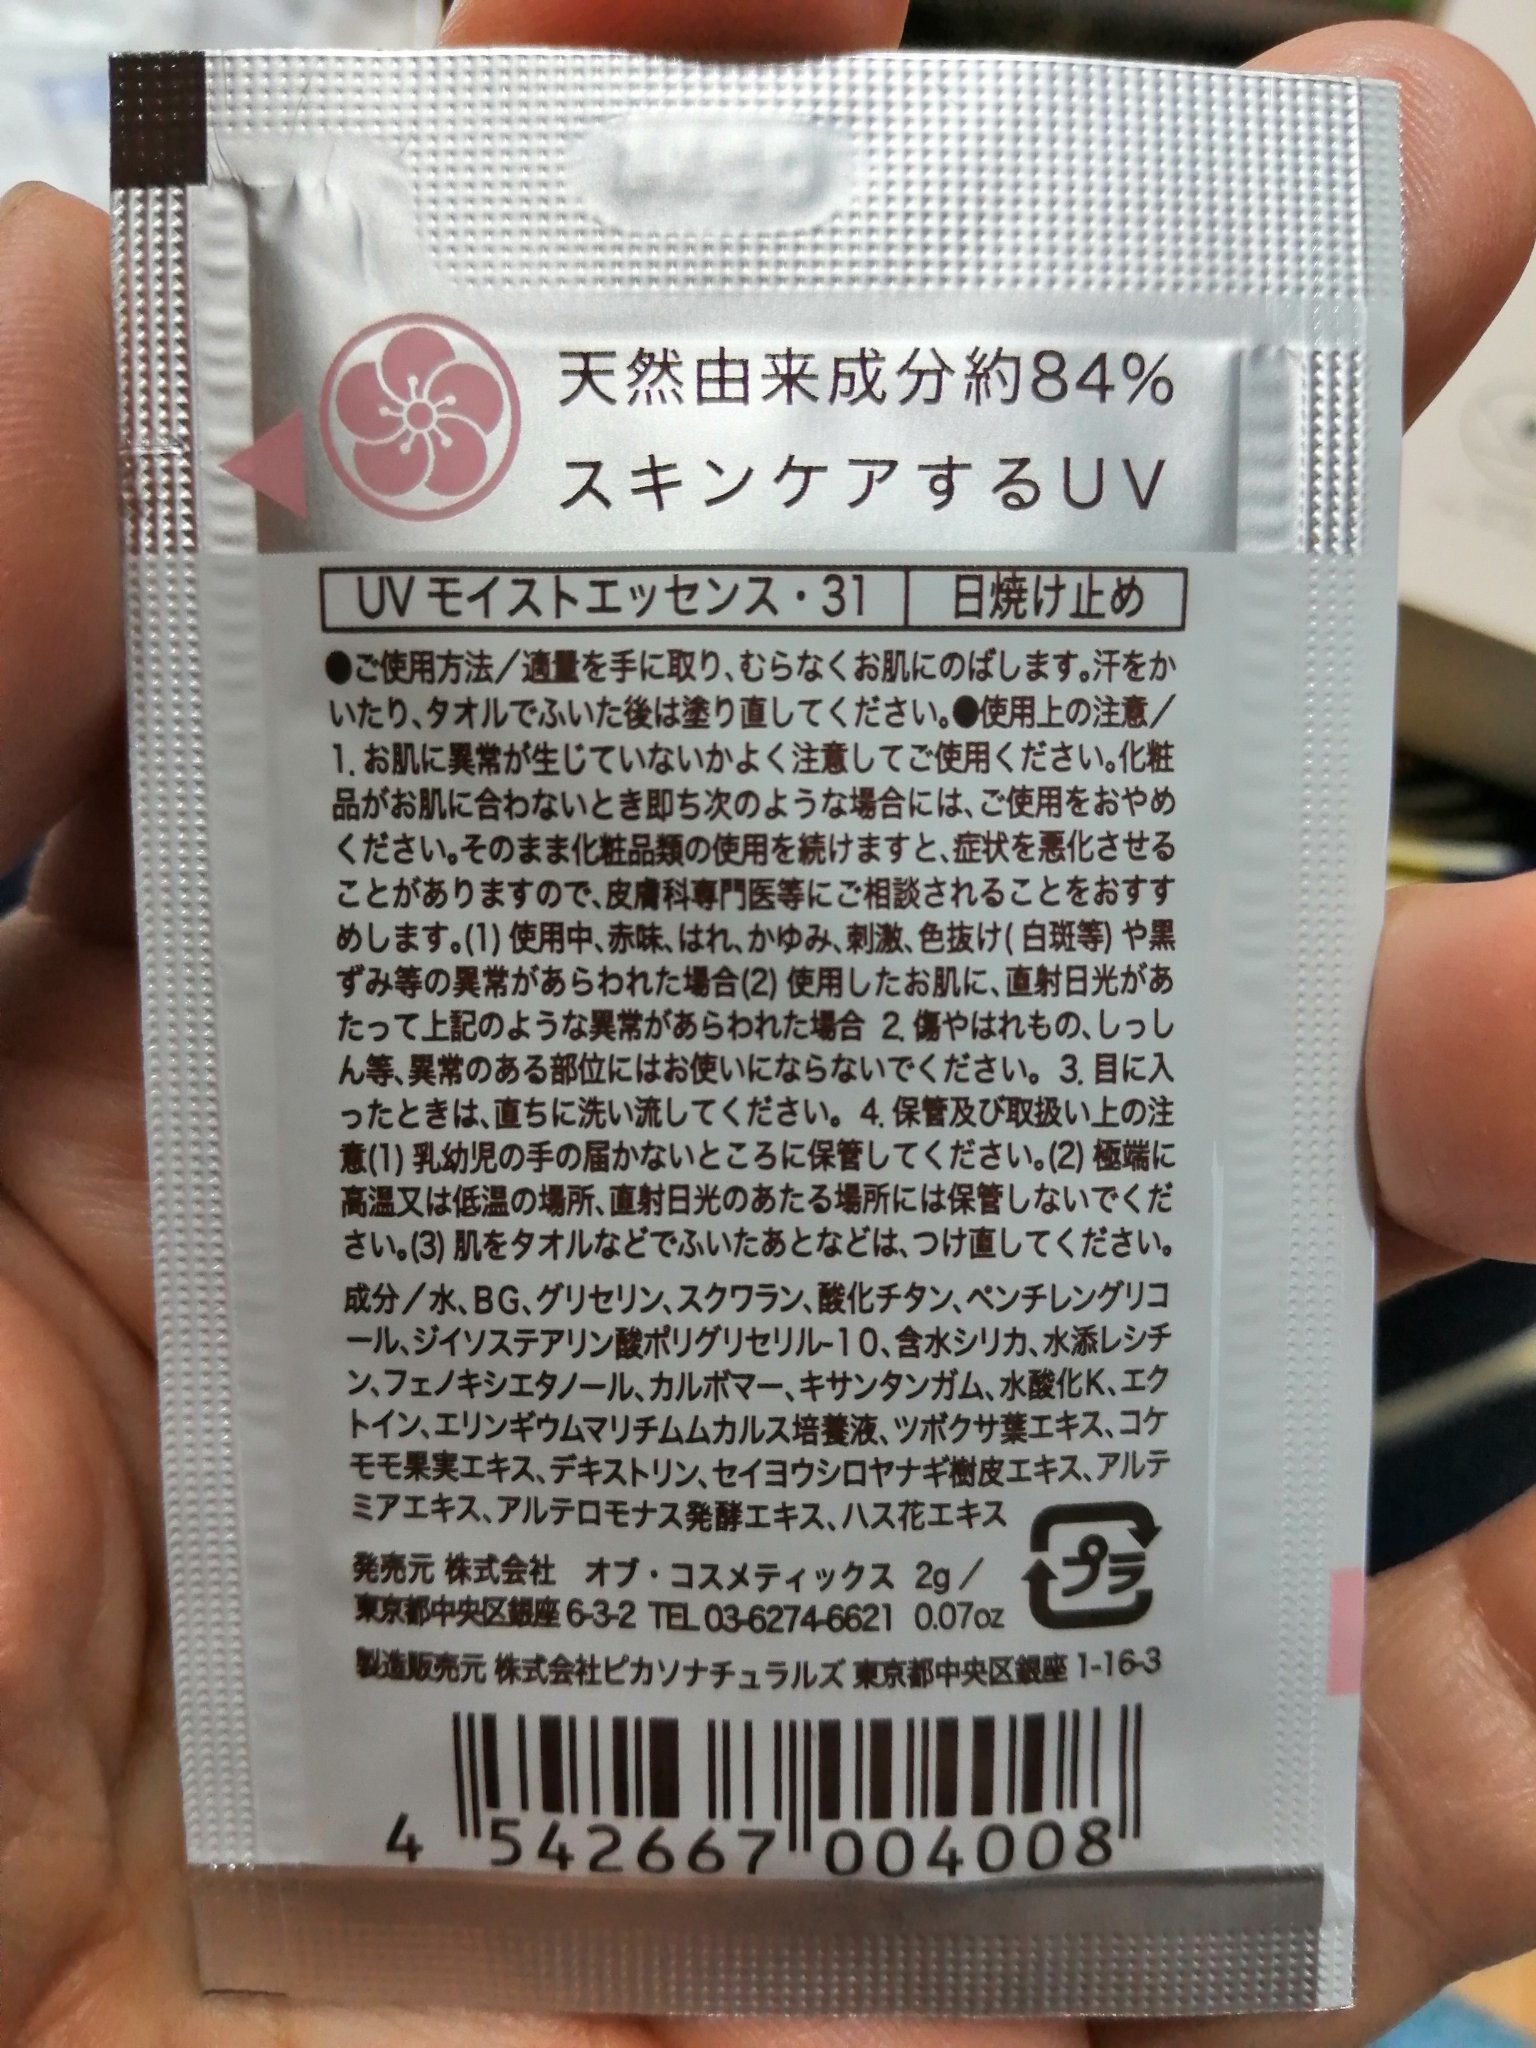 天然由来成分約84%
スキンケアするUV
UVモイストエッセンス・31 日焼け止め
●ご使用方法／適量を手に取り、むらなくお肌にのばします。汗をか
いたり、タオルでふいた後は塗り直してください。●使用上の注意／
1. お肌に異常が生じていないかよく注意してご使用ください。化粧
品がお肌に合わないとき即ち次のような場合には、ご使用をおやめ
ください。そのまま化粧品類の使用を続けますと、症状を悪化させる
ことがありますので、皮膚科専門医等にご相談されることをおすす
めします。(1) 使用中、赤味、はれ、かゆみ、刺激、色抜け( 白斑等) や黒
ずみ等の異常があらわれた場合(2) 使用したお肌に、直射日光があ
たって上記のような異常があらわれた場合 2. 傷やはれもの、しっし
ん等、異常のある部位にはお使いにならないでください。 3. 目に入
ったときは、直ちに洗い流してください。 4. 保管及び取扱い上の注
意(1) 乳幼児の手の届かないところに保管してください。(2) 極端に
高温又は低温の場所、直射日光のあたる場所には保管しないでくだ
さい。(3) 肌をタオルなどでふいたあとなどは、つけ直してください。
成分／水、BG、グリセリン、スクワラン、酸化チタン、ペンチレングリコ
ール、ジイソステアリン酸ポリグリセリル-10、含水シリカ、水添レシチ
ン、フェノキシエタノール、カルボマー、キサンタンガム、水酸化K、エク
トイン、エリンギウムマリチムムカルス培養液、ツボクサ葉エキス、コケ
モモ果実エキス、デキストリン、セイヨウシロヤナギ樹皮エキス、アルテ
ミアエキス、アルテロモナス発酵エキス、ハス花エキス
プラ
発売元 株式会社 オブ・コスメティックス 2g／
東京都中央区銀座 6-3-2 TEL 03-6274-6621 0.07oz
製造販売元 株式会社ピカソナチュラルズ 東京都中央区銀座 1-16-3
4 542667 004008